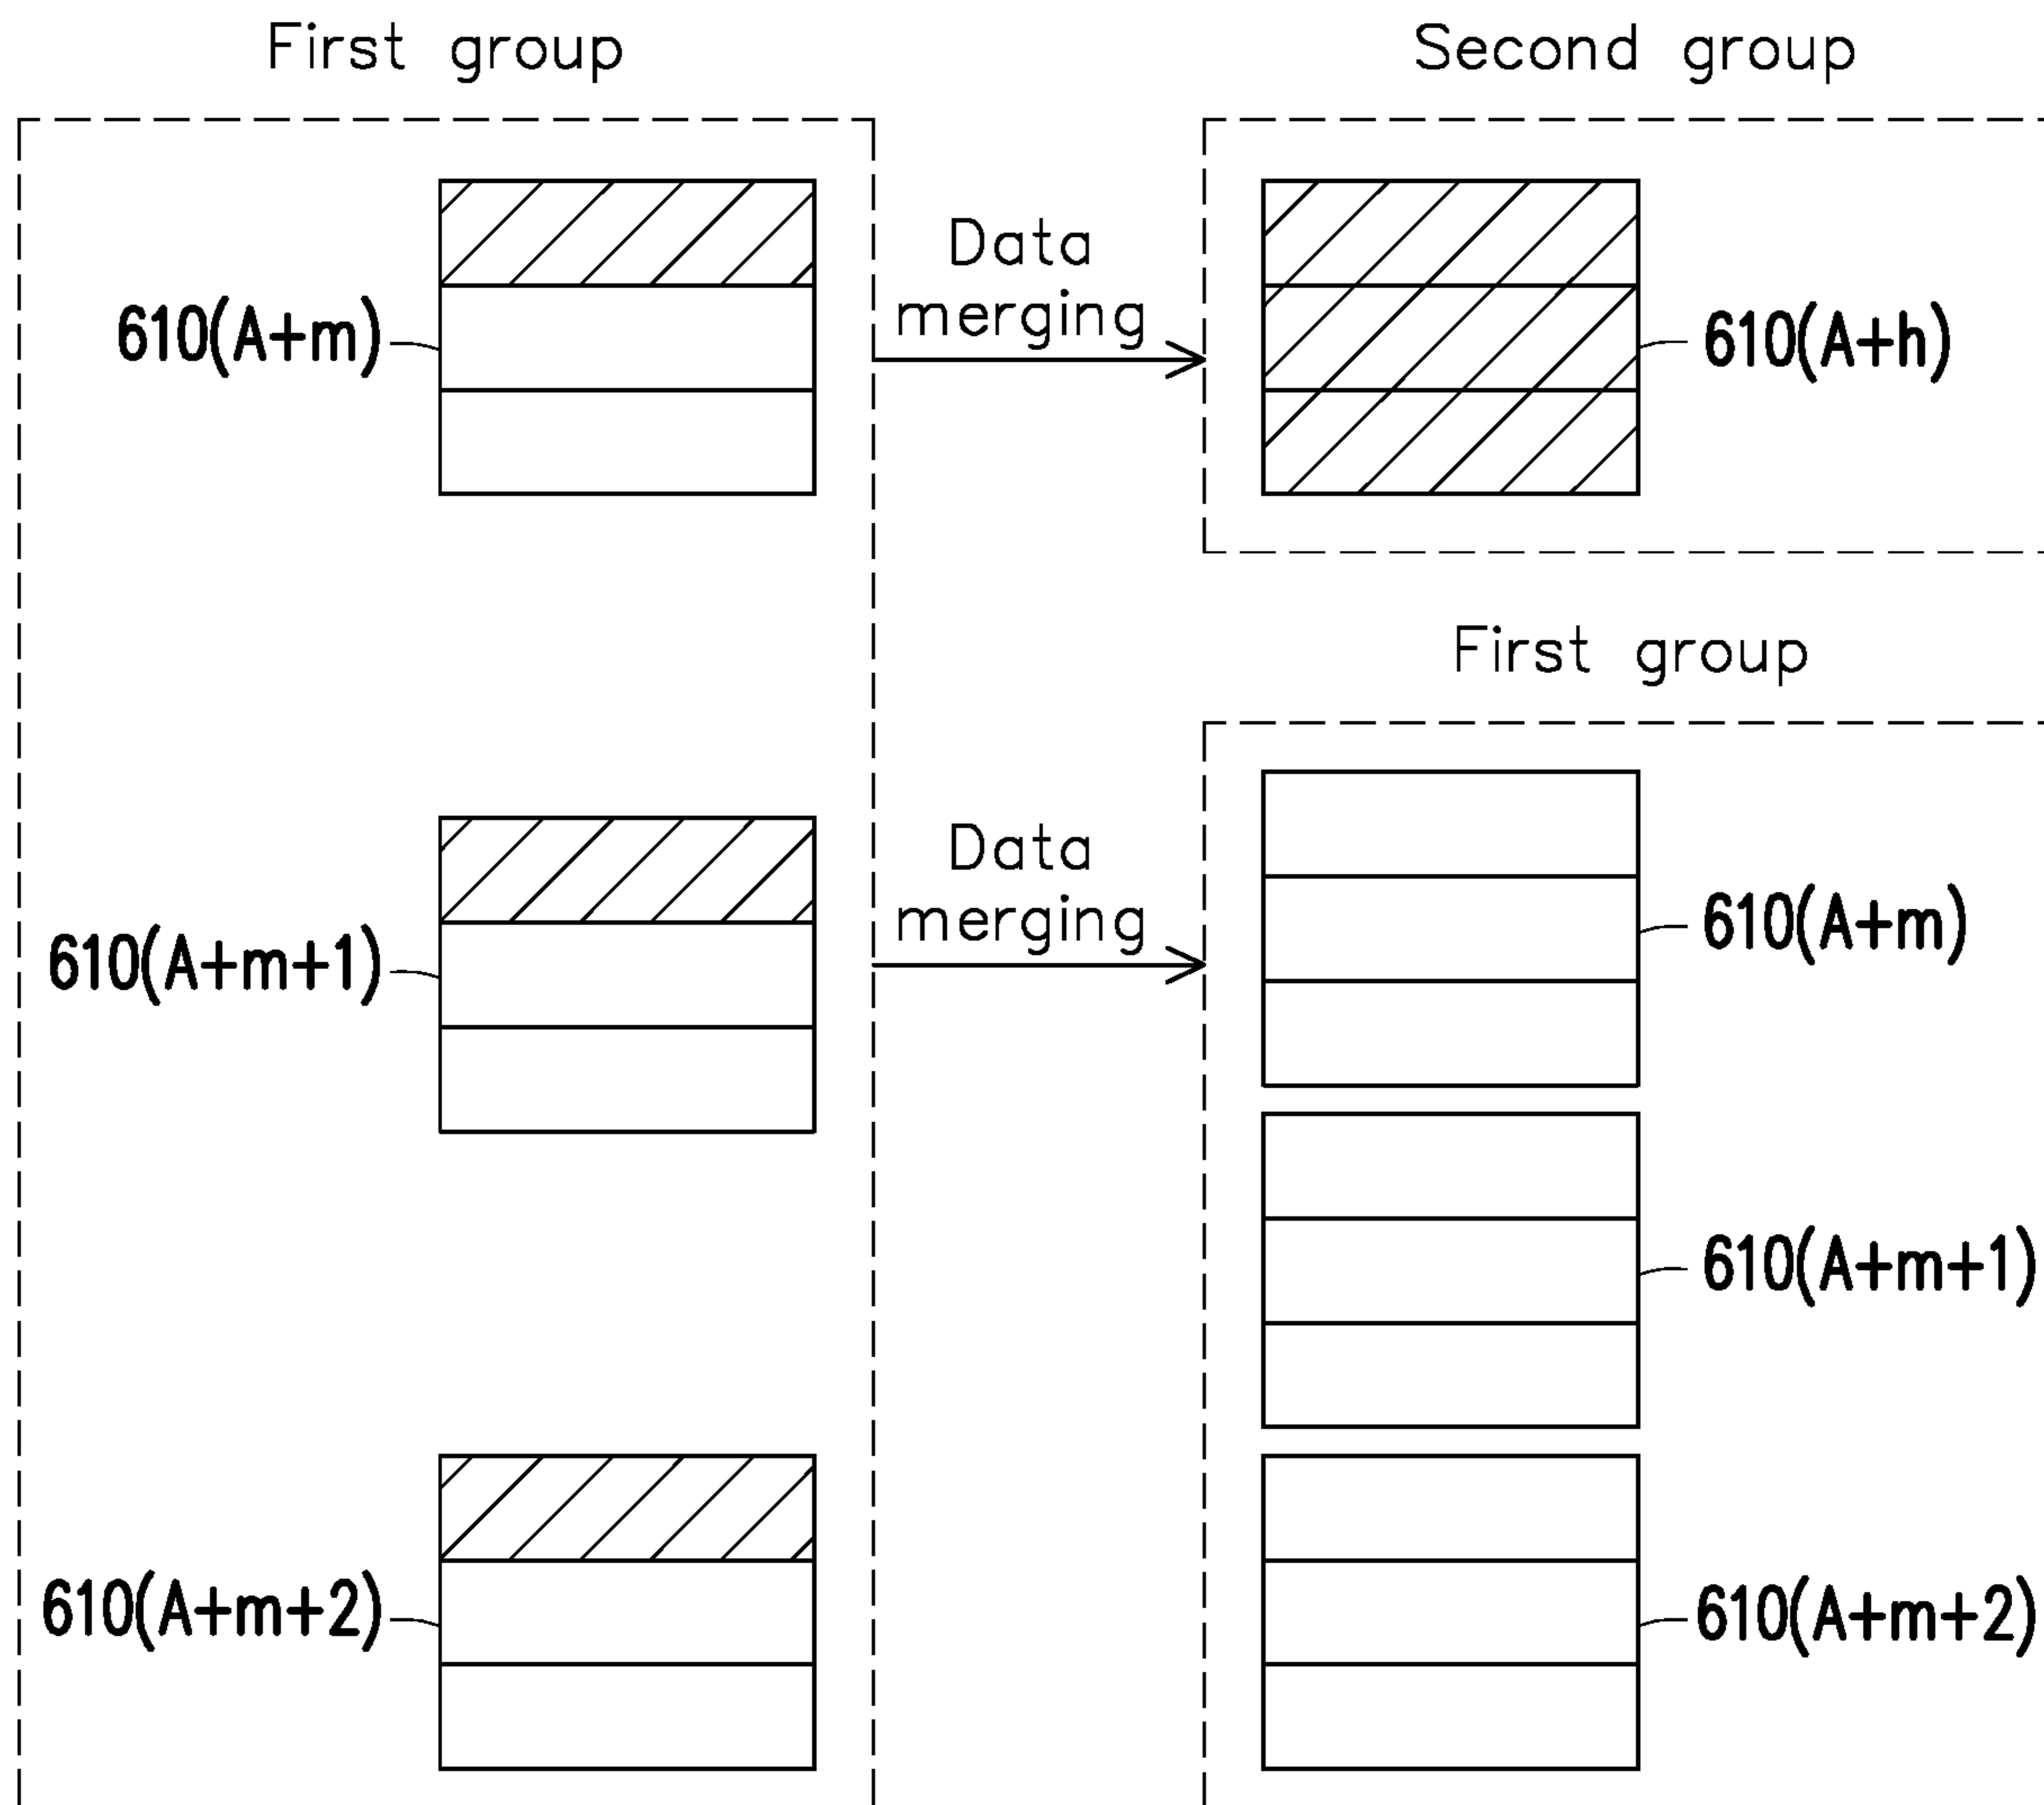 First group
Second group
610(A+m)
Data
merging
610(A+h)
First group
610(A+m+1)
Data
merging
610(A+m)
610(A+m+1)
610(A+m+2)
610(A+m+2)